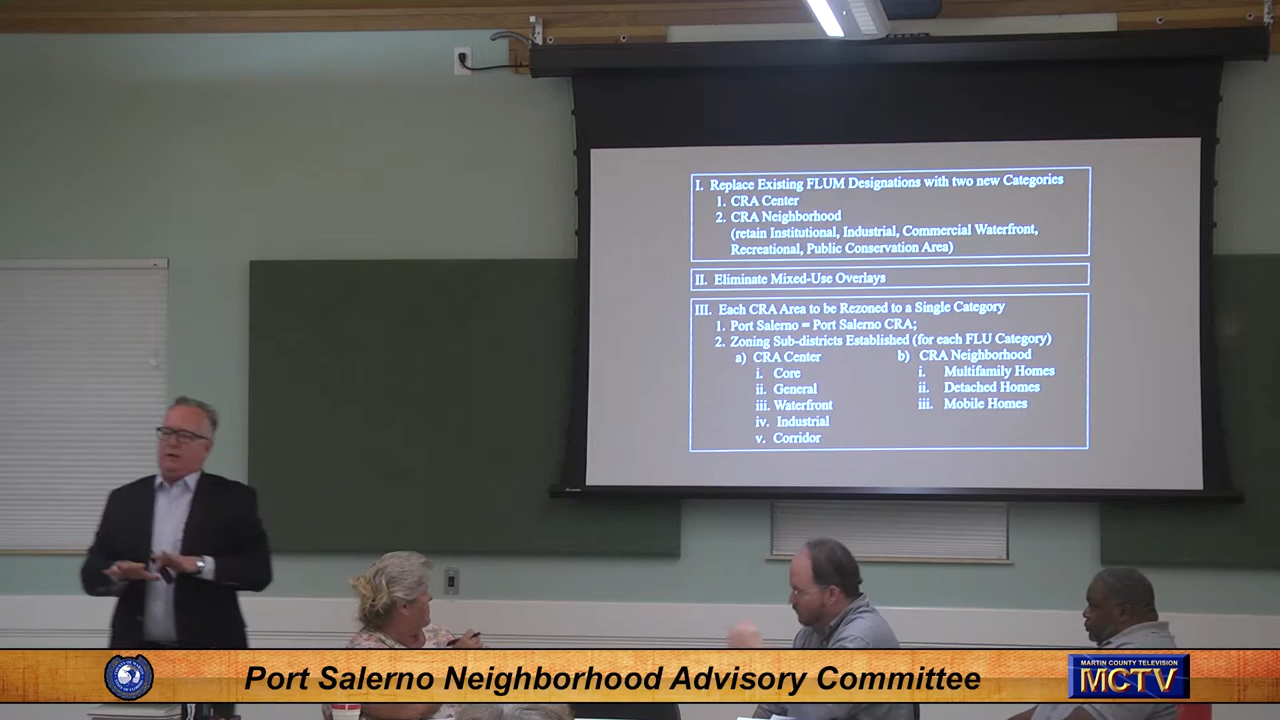 I. Replace Existing FLUM Designations with two new Categories
1. CRA Center
2. CRA Neighborhood
(retain Institutional, Industrial, Commercial Waterfront,
Recreational, Public Conservation Area)
II. Eliminate Mixed-Use Overlays
III. Each CRA Area to be Rezoned to a Single Category
1. Port Salerno = Port Salerno CRA;
2. Zoning Sub-districts Established (for each FLU Category)
a) CRA Center
i. Core
ii. General
iii. Waterfront
iv. Industrial
v. Corridor
b) CRA Neighborhood
i. Multifamily Homes
ii. Detached Homes
iii. Mobile Homes
Port Salerno Neighborhood Advisory Committee
MARTIN COUNTY TELEVISION
MCTV